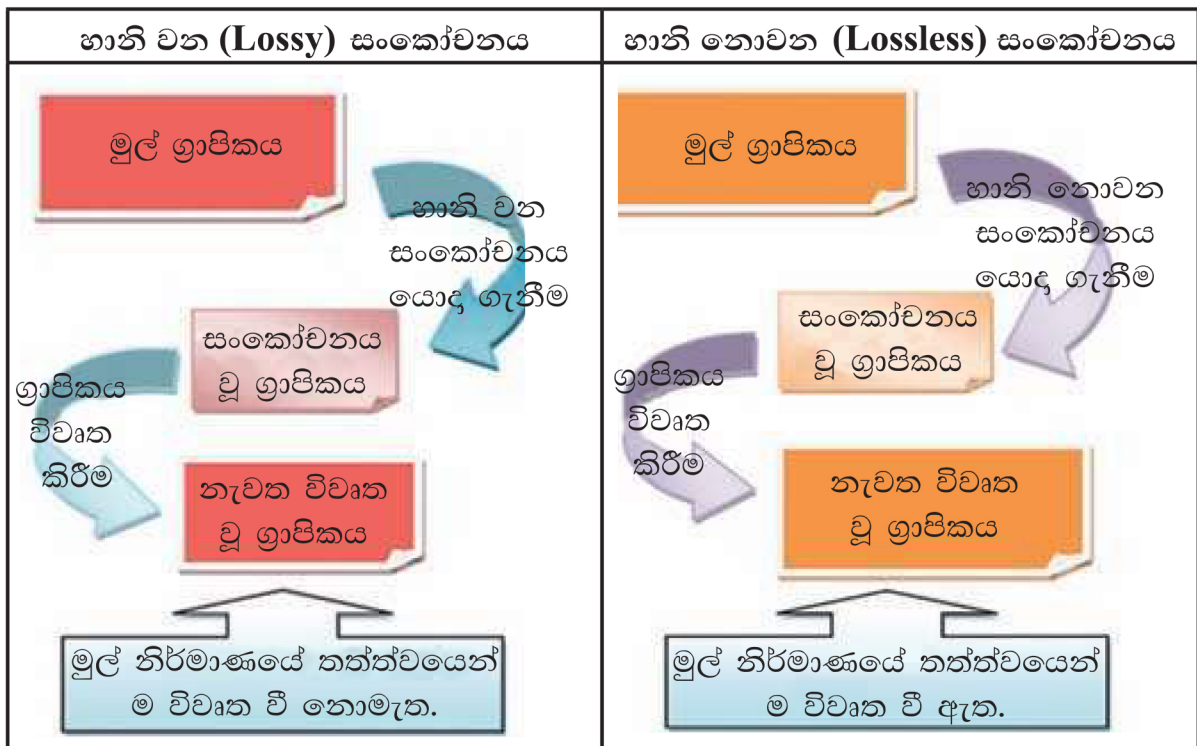 හානි වන (Lossy) සංකෝචනය
මුල් ග්‍රාපිකය
හානි වන
සංකෝචනය
යොදා ගැනීම
සංකෝචනය
වූ ග්‍රාපිකය
ග්‍රාපිකය
විවෘත
කිරීම
නැවත විවෘත
වූ ග්‍රාපිකය
මුල් නිර්මාණයේ තත්ත්වයෙන්
ම විවෘත වී නොමැත.
හානි නොවන (Lossless) සංකෝචනය
මුල් ග්‍රාපිකය
හානි නොවන
සංකෝචනය
යොදා ගැනීම
සංකෝචනය
වූ ග්‍රාපිකය
ග්‍රාපිකය
විවෘත
කිරීම
නැවත විවෘත
වූ ග්‍රාපිකය
මුල් නිර්මාණයේ තත්ත්වයෙන්
ම විවෘත වී ඇත.